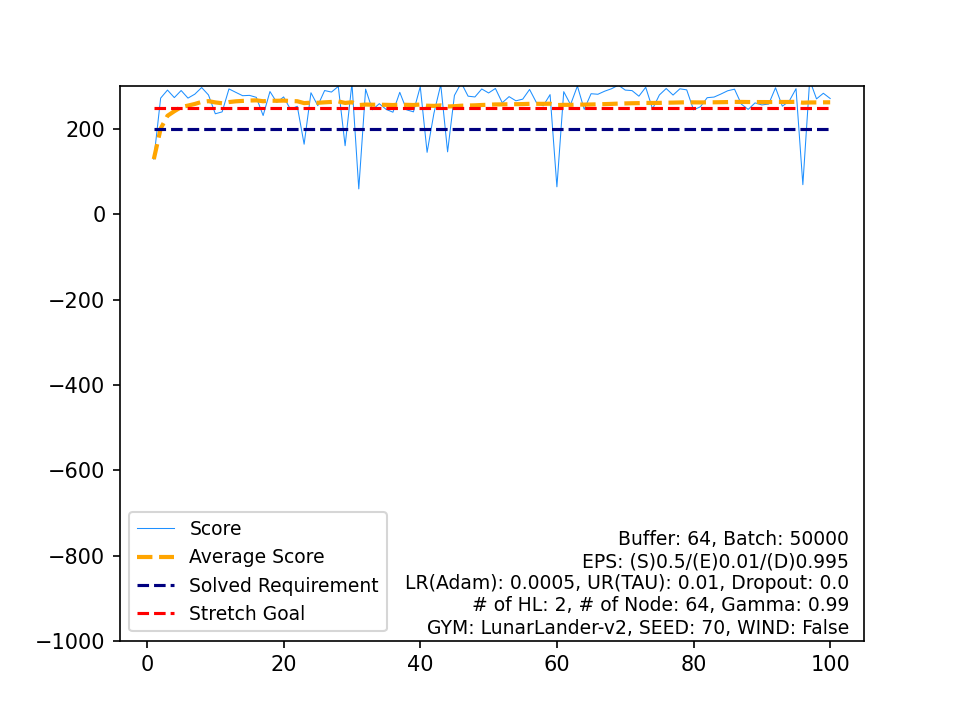 200
0
−200
−400
−600
−800
−1000
0
20
40
60
80
100
Score
Average Score
Solved Requirement
Stretch Goal
Buffer: 64, Batch: 50000
EPS: (S)0.5/(E)0.01/(D)0.995
LR(Adam): 0.0005, UR(TAU): 0.01, Dropout: 0.0
# of HL: 2, # of Node: 64, Gamma: 0.99
GYM: LunarLander-v2, SEED: 70, WIND: False